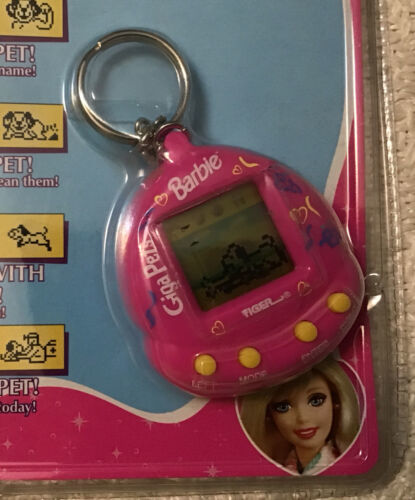 PET!
name!
PET!
ean them!
WITH
!
!
PET!
today!
Barbie
Giga Pets
TIGER
LEFT
MODE
ENTER